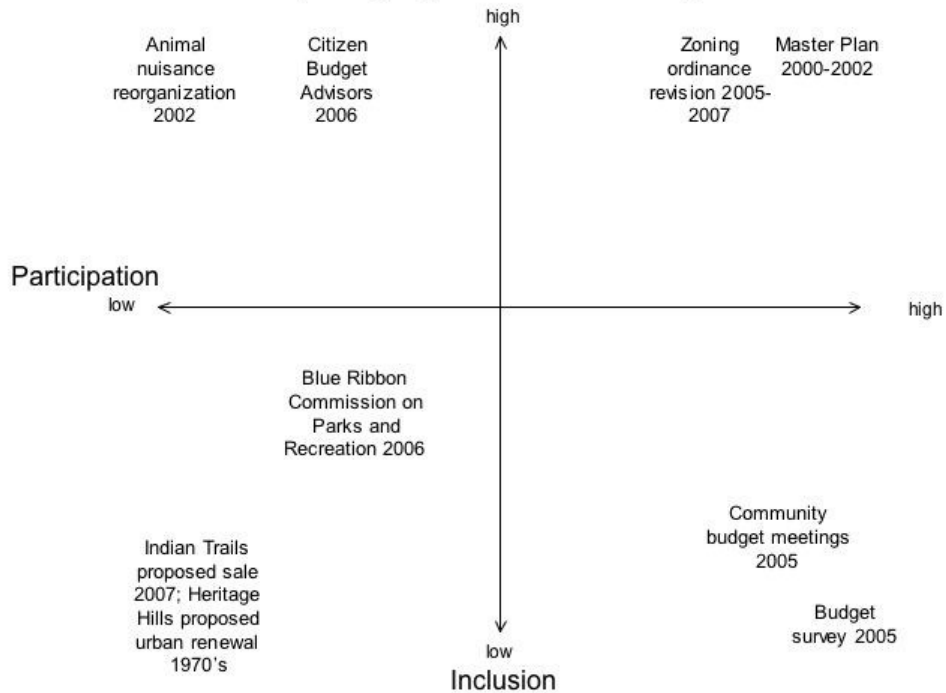 high
Animal
nuisance
reorganization
2002
Citizen
Budget
Advisors
2006
Zoning
ordinance
revision 2005-
2007
Master Plan
2000-2002
Participation
low
high
Blue Ribbon
Commission on
Parks and
Recreation 2006
Community
budget meetings
2005
Indian Trails
proposed sale
2007; Heritage
Hills proposed
urban renewal
1970's
Budget
survey 2005
low
Inclusion